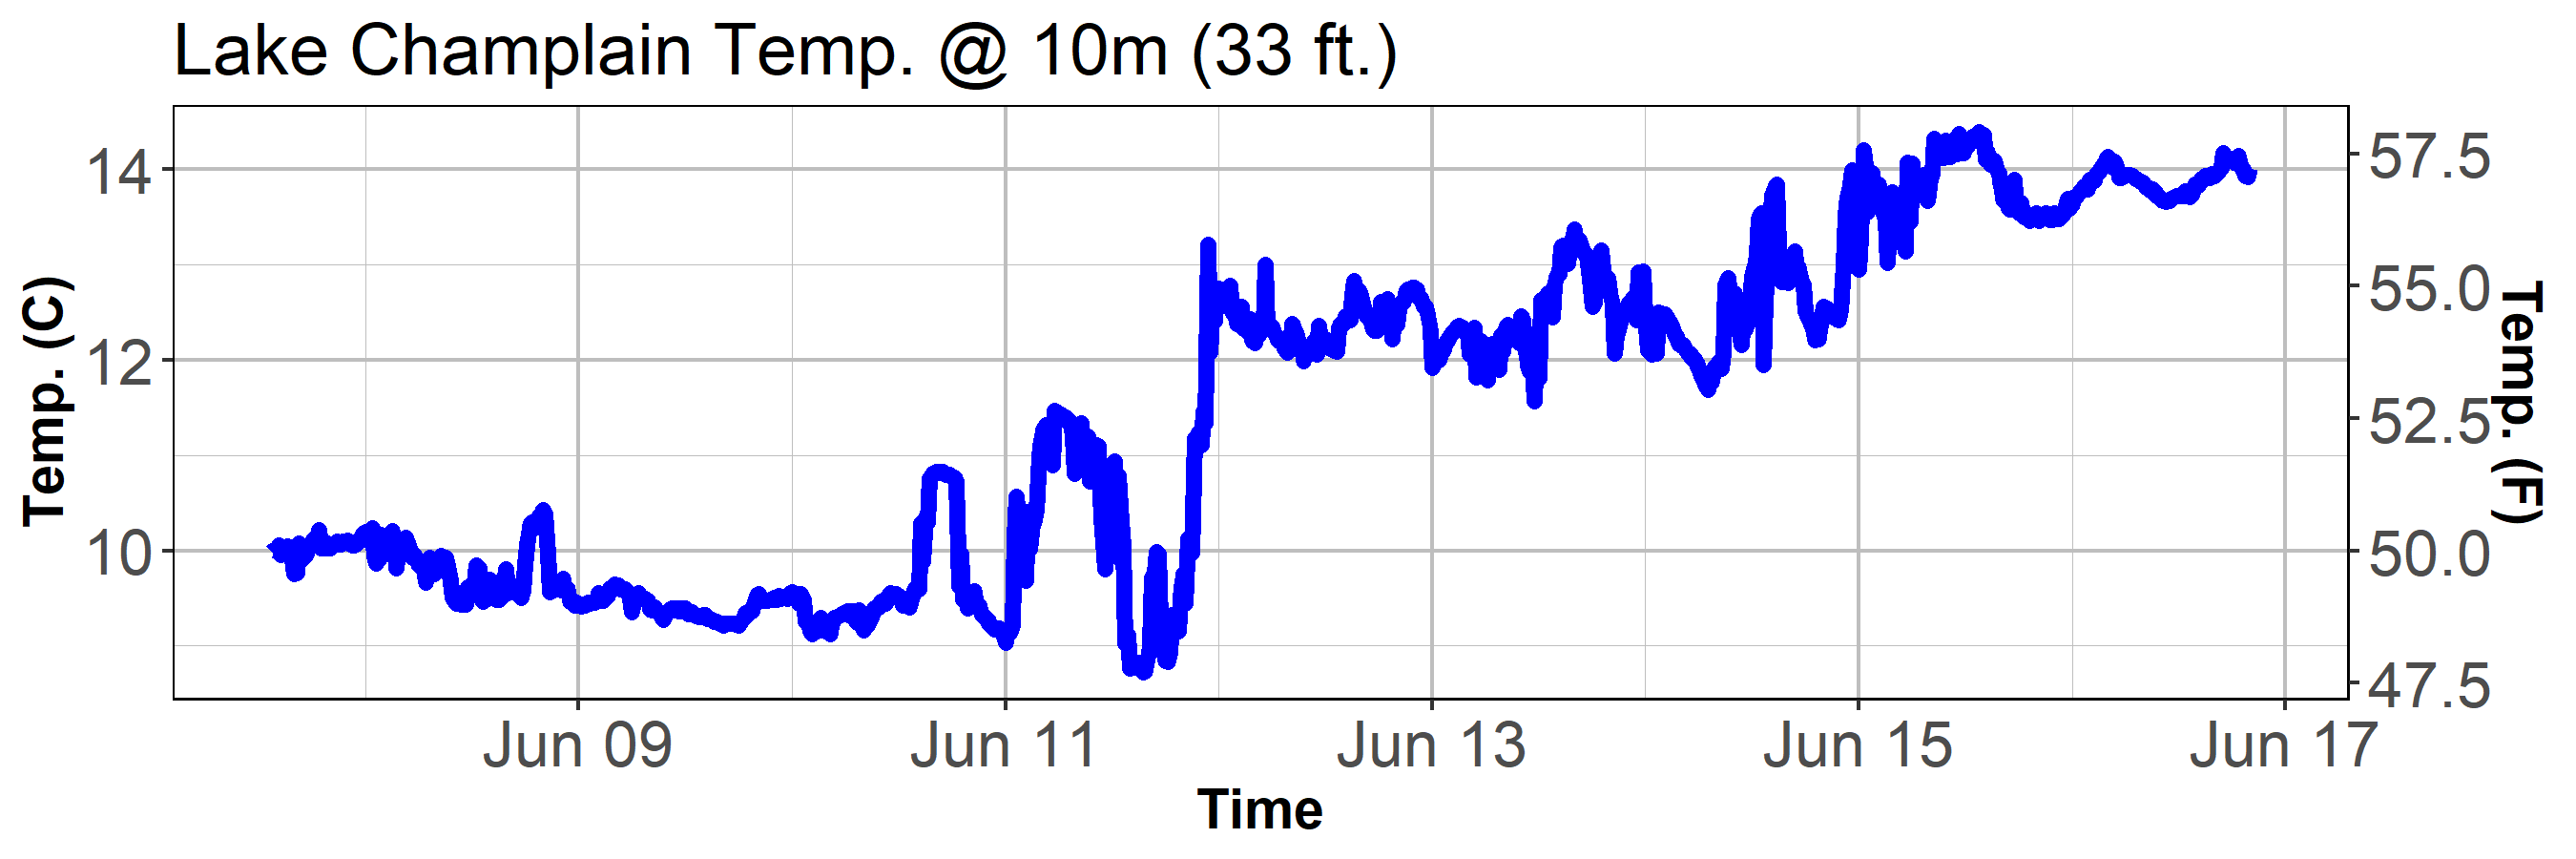 Lake Champlain Temp. @ 10m (33 ft.)
14
12
10
Temp. (C)
57.5
55.0
52.5
50.0
47.5
Temp. (F)
Jun 09
Jun 11
Jun 13
Jun 15
Jun 17
Time